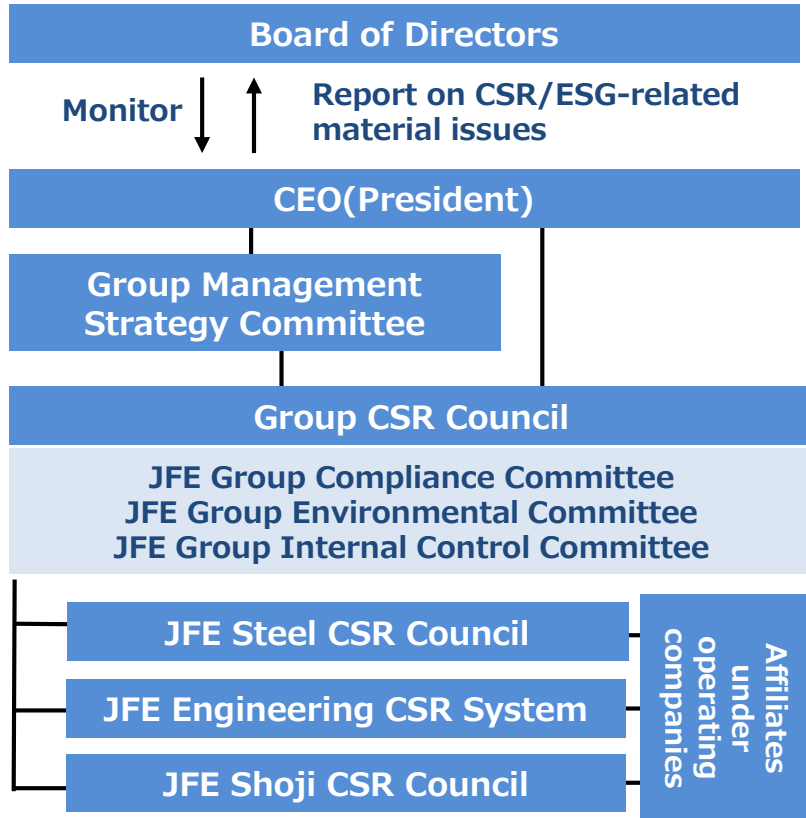 Board of Directors
Monitor
Report on CSR/ESG-related
material issues
CEO(President)
Group Management
Strategy Committee
Group CSR Council
JFE Group Compliance Committee
JFE Group Environmental Committee
JFE Group Internal Control Committee
JFE Steel CSR Council
JFE Engineering CSR System
JFE Shoji CSR Council
Affiliates
under
operating
companies